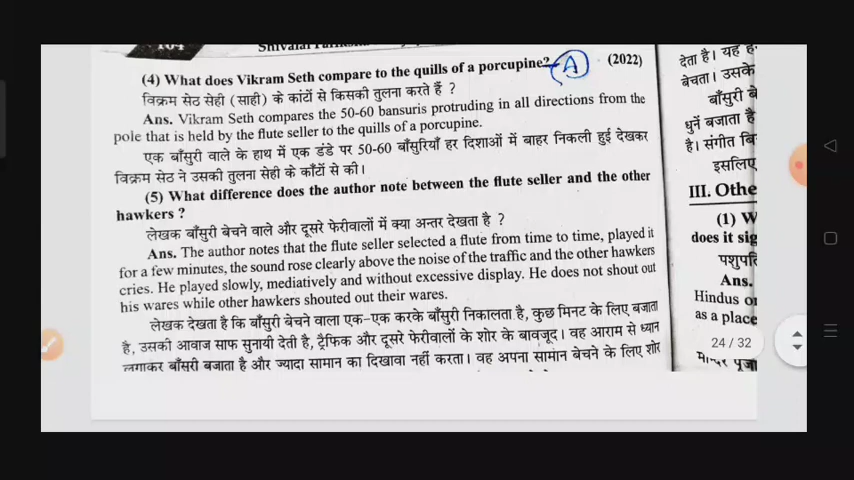 104
(4) What does Vikram Seth compare to the quills of a porcupine? A (2022)
विक्रम सेठ सेही (साही) के कांटों से किसकी तुलना करते हैं ?
Ans. Vikram Seth compares the 50-60 bansuris protruding in all directions from the
pole that is held by the flute seller to the quills of a porcupine.
एक बाँसुरी वाले के हाथ में एक डंडे पर 50-60 बाँसुरियाँ हर दिशाओं में बाहर निकली हुई देखकर
विक्रम सेठ ने उसकी तुलना सेही के काँटों से की।
(5) What difference does the author note between the flute seller and the other
hawkers ?
लेखक बाँसुरी बेचने वाले और दूसरे फेरीवालों में क्या अन्तर देखता है ?
Ans. The author notes that the flute seller selected a flute from time to time, played it
for a few minutes, the sound rose clearly above the noise of the traffic and the other hawkers
cries. He played slowly, mediatively and without excessive display. He does not shout out
his wares while other hawkers shouted out their wares.
लेखक देखता है कि बाँसुरी बेचने वाला एक-एक करके बाँसुरी निकालता है, कुछ मिनट के लिए बजाता
है, उसकी आवाज साफ सुनायी देती है, ट्रैफिक और दूसरे फेरीवालों के शोर के बावजूद। वह आराम से ध्यान
लगाकर बाँसरी बजाता है और ज्यादा सामान का दिखावा नहीं करता। वह अपना सामान बेचने के लिए शोर
देता है। यह
बेचता। उसके
बाँसुरी
धुनें बजाता
है। संगीत
इसलिए
III. Othe
(1) W
does it sig
पशुपति
Ans.
Hindus or
as a place
24 / 32